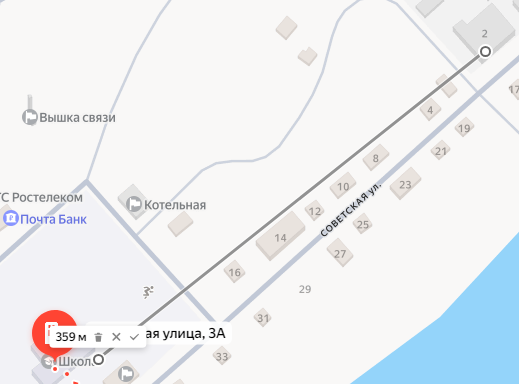 2
17
4
Вышка связи
19
21
8
ТС Ростелеком
10
23
Почта Банк
Котельная
12
СОВЕТСКАЯ УЛ.
25
14
27
16
29
31
359 м
ая улица, 3А
33
Школ